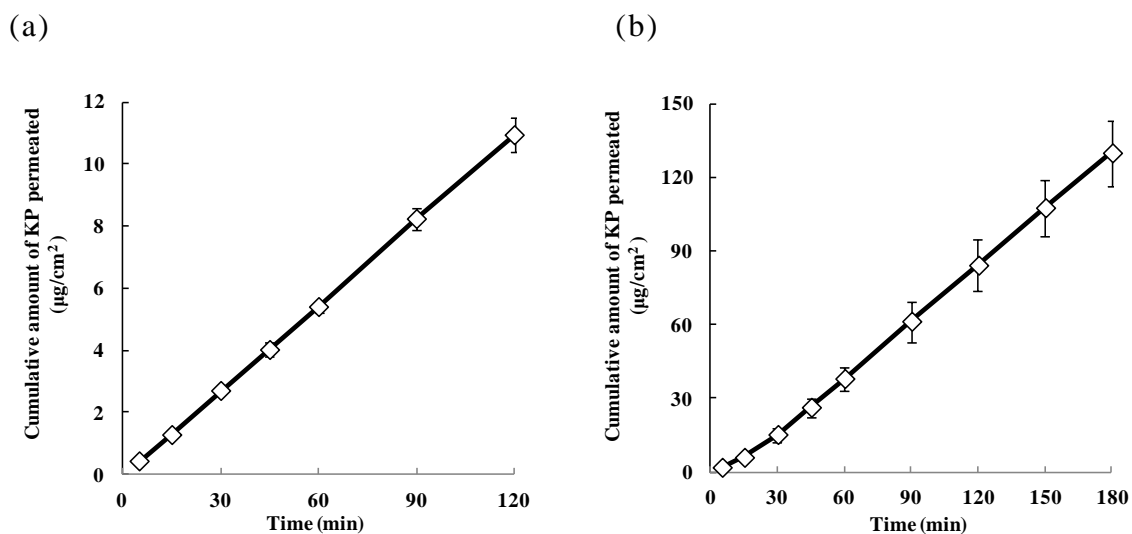 (a)
(b)
Cumulative amount of KP permeated
(μg/cm²)
12
10
8
6
4
2
0
0 30 60 90 120
Time (min)
Cumulative amount of KP permeated
(μg/cm²)
150
120
90
60
30
0
0 30 60 90 120 150 180
Time (min)